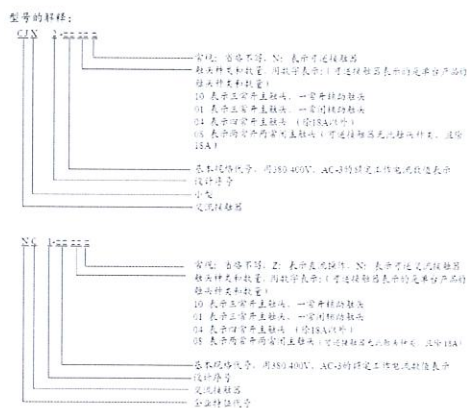 型号的解释:
CJX 2-□□ □□ □
常规: 省略不写, N: 表示可逆接触器
触头种类和数量, 用数字表示:(可逆接触器表示的是单台产品的
触头种类和数量)
10 表示三常开主触头、一常开辅助触头
01 表示三常开主触头、一常闭辅助触头
04 表示四常开主触头 (除18A以外)
08 表示两常开两常闭主触头(可逆接触器无此触头种类, 且除
18A)
基本规格代号, 用380/400V、AC-3的额定工作电流数值表示
设计序号
小型
交流接触器
NC 1-□□ □□ □
常规: 省略不写, Z: 表示直流操作, N: 表示可逆交流接触器
触头种类和数量, 用数字表示:(可逆接触器表示的是单台产品的
触头种类和数量)
10 表示三常开主触头、一常开辅助触头
01 表示三常开主触头、一常闭辅助触头
04 表示四常开主触头 (除18A以外)
08 表示两常开两常闭主触头(可逆接触器无此触头种类, 且除18A)
基本规格代号, 用380/400V、AC-3的额定工作电流数值表示
设计序号
交流接触器
企业特征代号